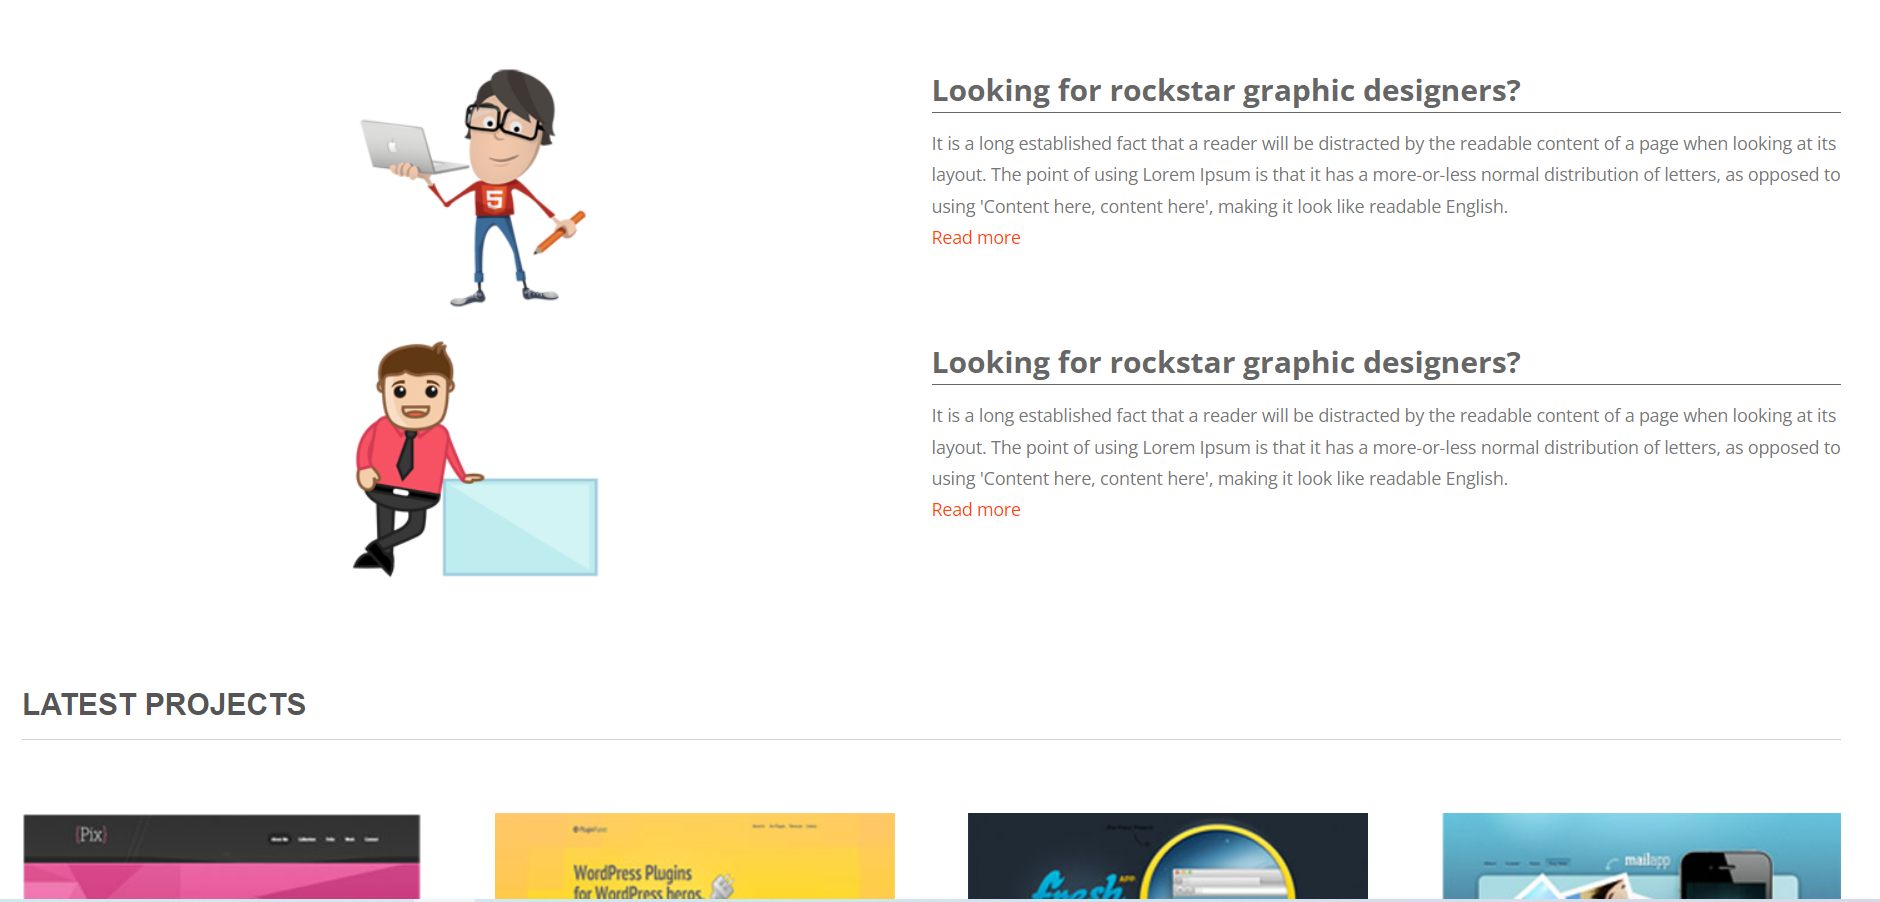 Looking for rockstar graphic designers?
It is a long established fact that a reader will be distracted by the readable content of a page when looking at its
layout. The point of using Lorem Ipsum is that it has a more-or-less normal distribution of letters, as opposed to
using 'Content here, content here', making it look like readable English.
Read more
5
Looking for rockstar graphic designers?
It is a long established fact that a reader will be distracted by the readable content of a page when looking at its
layout. The point of using Lorem Ipsum is that it has a more-or-less normal distribution of letters, as opposed to
using 'Content here, content here', making it look like readable English.
Read more
LATEST PROJECTS
{Pix}
WordPress Plugins
for WordPress heros.
fresh APP
mailapp